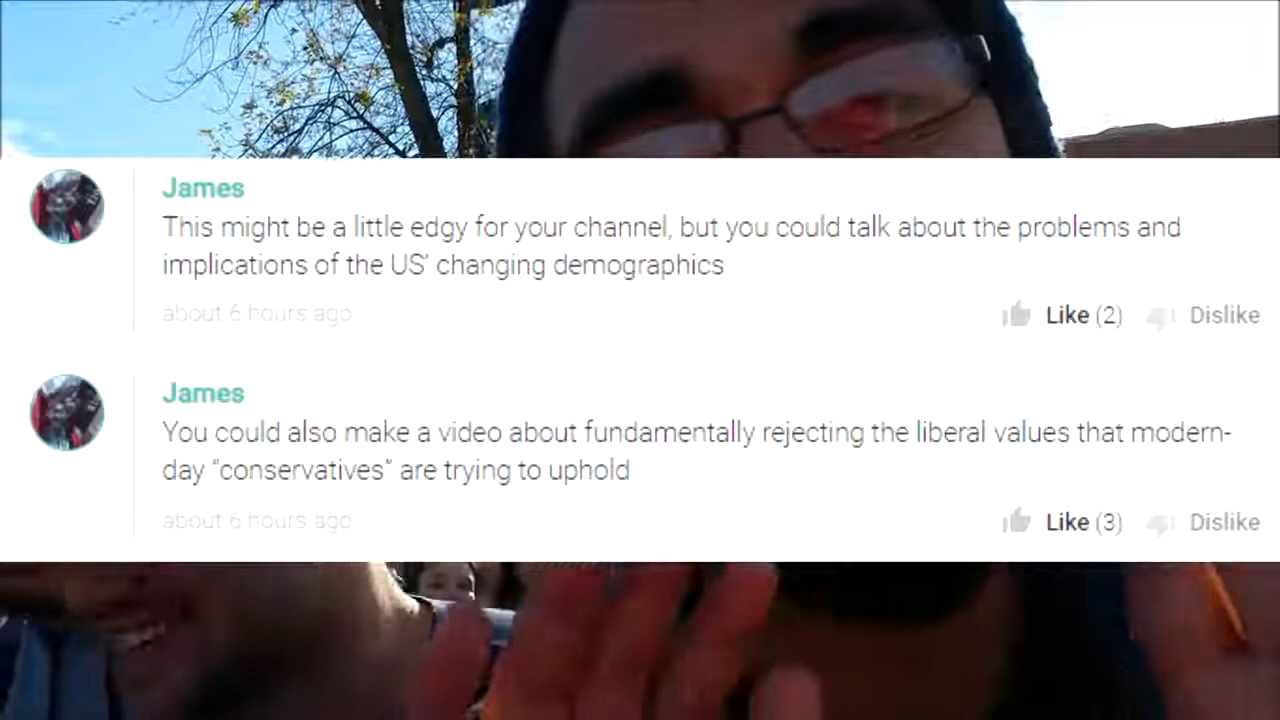 James
This might be a little edgy for your channel, but you could talk about the problems and
implications of the US' changing demographics
about 6 hours ago
Like (2) Dislike
James
You could also make a video about fundamentally rejecting the liberal values that modern-
day "conservatives" are trying to uphold
about 6 hours ago
Like (3) Dislike